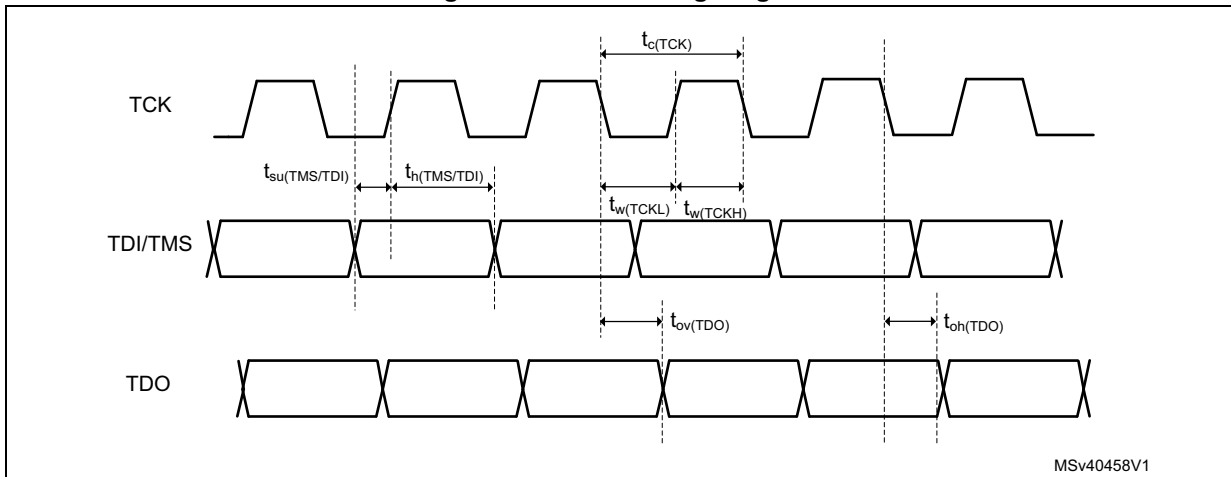 tc(TCK)
TCK
tsu(TMS/TDI)
th(TMS/TDI)
tw(TCKL)
tw(TCKH)
TDI/TMS
tov(TDO)
toh(TDO)
TDO
MSv40458V1